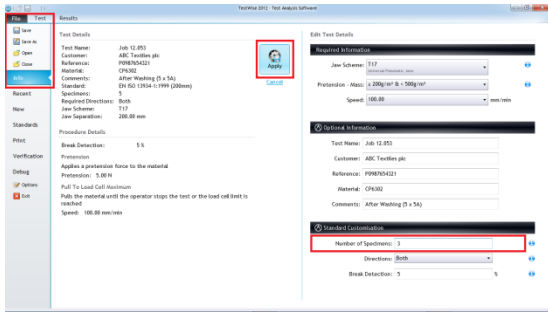 TestWise 2012 - Test Analysis Software
File Test Results
Save
Save As
Open
Close
Info
Recent
New
Standards
Print
Verification
Debug
Options
Exit
Test Details
Test Name: Job 12.053
Customer: ABC Textiles plc
Reference: P0987654321
Material: CP6302
Comments: After Washing (5 x 5A)
Standard: EN ISO 13934-1:1999 (200mm)
Specimens: 5
Required Directions: Both
Jaw Scheme: T17
Jaw Separation: 200.00 mm
Procedure Details
Break Detection: 5 %
Pretension
Applies a pretension force to the material
Pretension: 5.00 N
Pull To Load Cell Maximum
Pulls the material until the operator stops the test or the load cell limit is
reached
Speed: 100.00 mm/min
Apply
Cancel
Edit Test Details
Required Information
Jaw Scheme: T17
Universal Pneumatic Jaws
Pretension - Mass: ≥ 200g/m² & < 500g/m²
Speed: 100.00 mm/min
Optional Information
Test Name: Job 12.053
Customer: ABC Textiles plc
Reference: P0987654321
Material: CP6302
Comments: After Washing (5 x 5A)
Standard Customisation
Number of Specimens: 3
Directions: Both
Break Detection: 5 %